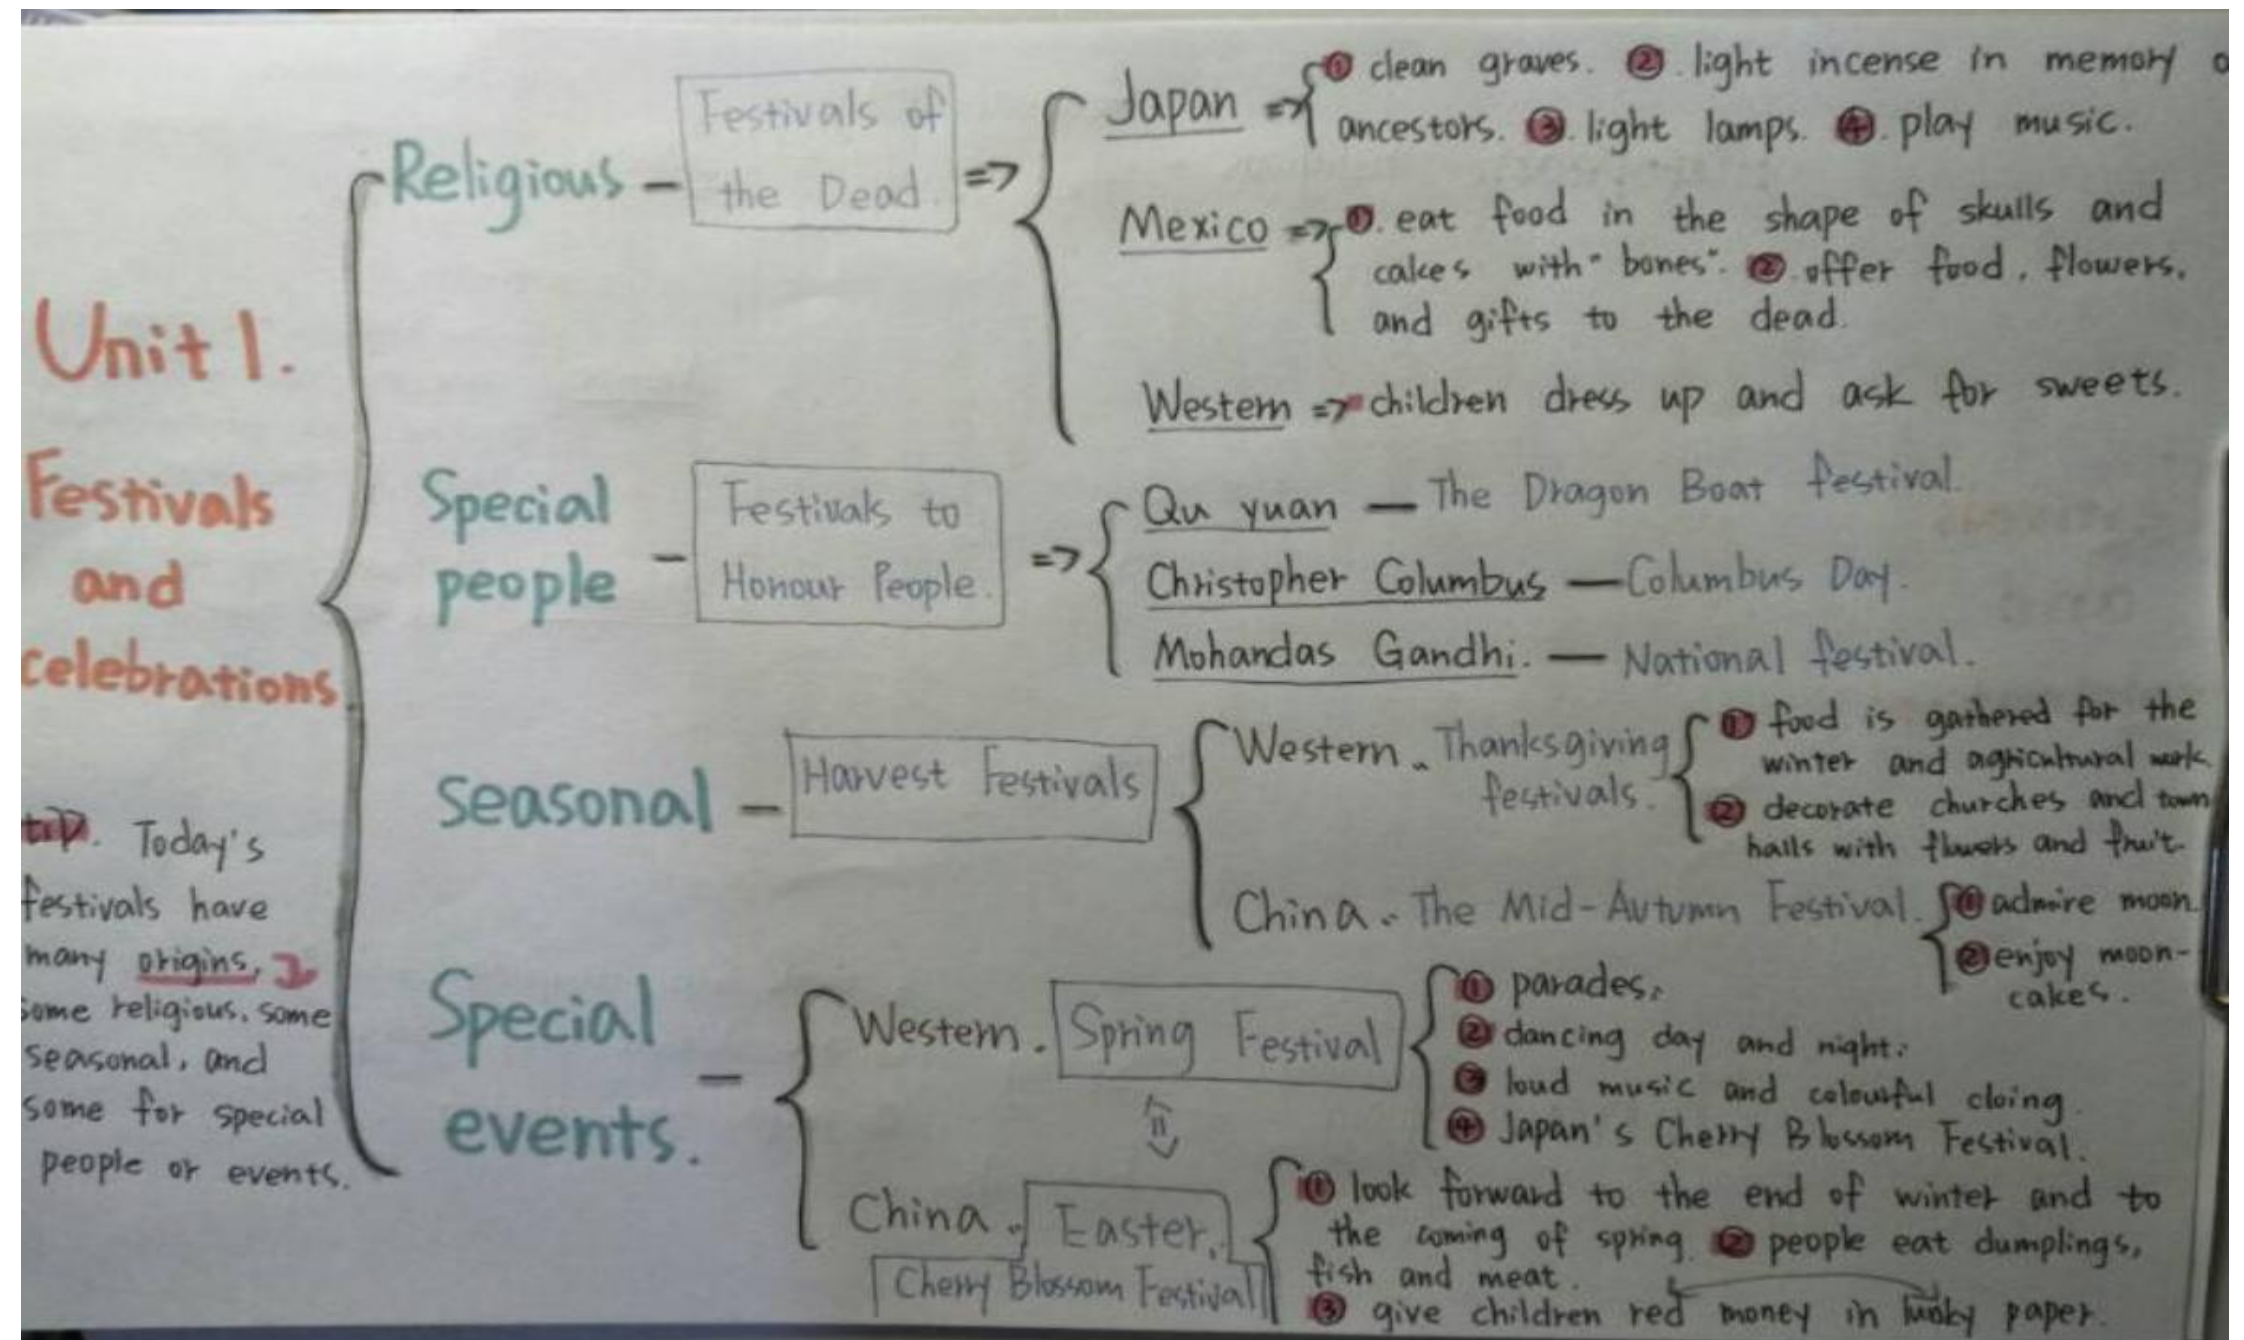 Unit 1.
Festivals
and
celebrations
tip. Today's
festivals have
many origins,
some religious, some
seasonal, and
some for special
people or events.
Religious — Festivals of
the Dead. =>
Japan => ① clean graves. ② light incense in memory o
ancestors. ③ light lamps. ④ play music.
Mexico => ① eat food in the shape of skulls and
cakes with "bones". ② offer food, flowers,
and gifts to the dead.
Western => children dress up and ask for sweets.
Special
people — Festivals to
Honour People. =>
Qu yuan — The Dragon Boat festival.
Christopher Columbus — Columbus Day.
Mohandas Gandhi. — National festival.
seasonal — Harvest Festivals
Western. Thanksgiving
festivals.
① food is gathered for the
winter and agricultural work.
② decorate churches and town
halls with flowers and fruit.
China. The Mid-Autumn Festival.
① admire moon.
② enjoy moon-
cakes.
Special
events. —
Western. Spring Festival
① parades.
② dancing day and night.
③ loud music and colourful cloing.
④ Japan's Cherry Blossom Festival.
China. Easter.
Cherry Blossom Festival
① look forward to the end of winter and to
the coming of spring. ② people eat dumplings,
fish and meat.
③ give children red money in lucky paper.